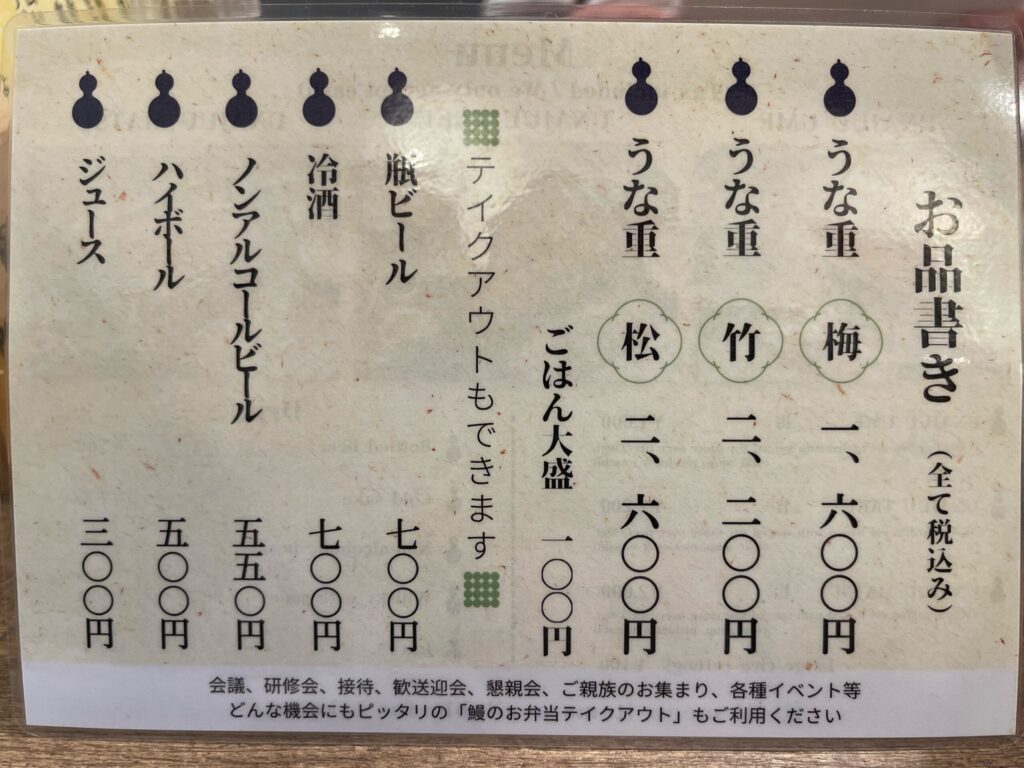 お品書き（全て税込み）
うな重 梅 一、六〇〇円
うな重 竹 二、二〇〇円
うな重 松 二、六〇〇円
ごはん大盛 一〇〇円
テイクアウトもできます
瓶ビール 七〇〇円
冷酒 七〇〇円
ノンアルコールビール 五五〇円
ハイボール 五〇〇円
ジュース 三〇〇円
会議、研修会、接待、歓送迎会、懇親会、ご親族のお集まり、各種イベント等
どんな機会にもピッタリの「鰻のお弁当テイクアウト」もご利用ください